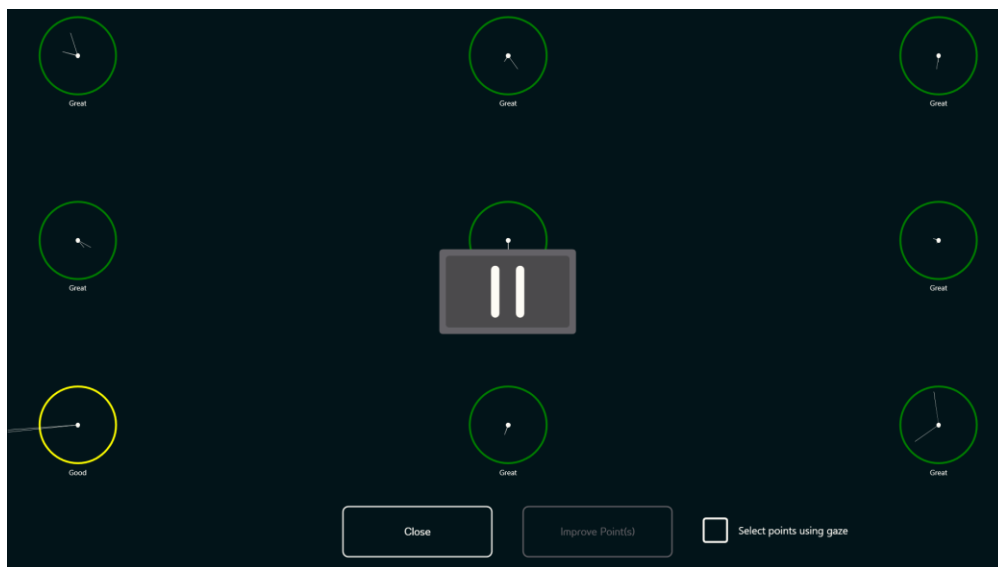 Great
Great
Great
Great
Great
Good
Great
Great
Close
Improve Point(s)
Select points using gaze